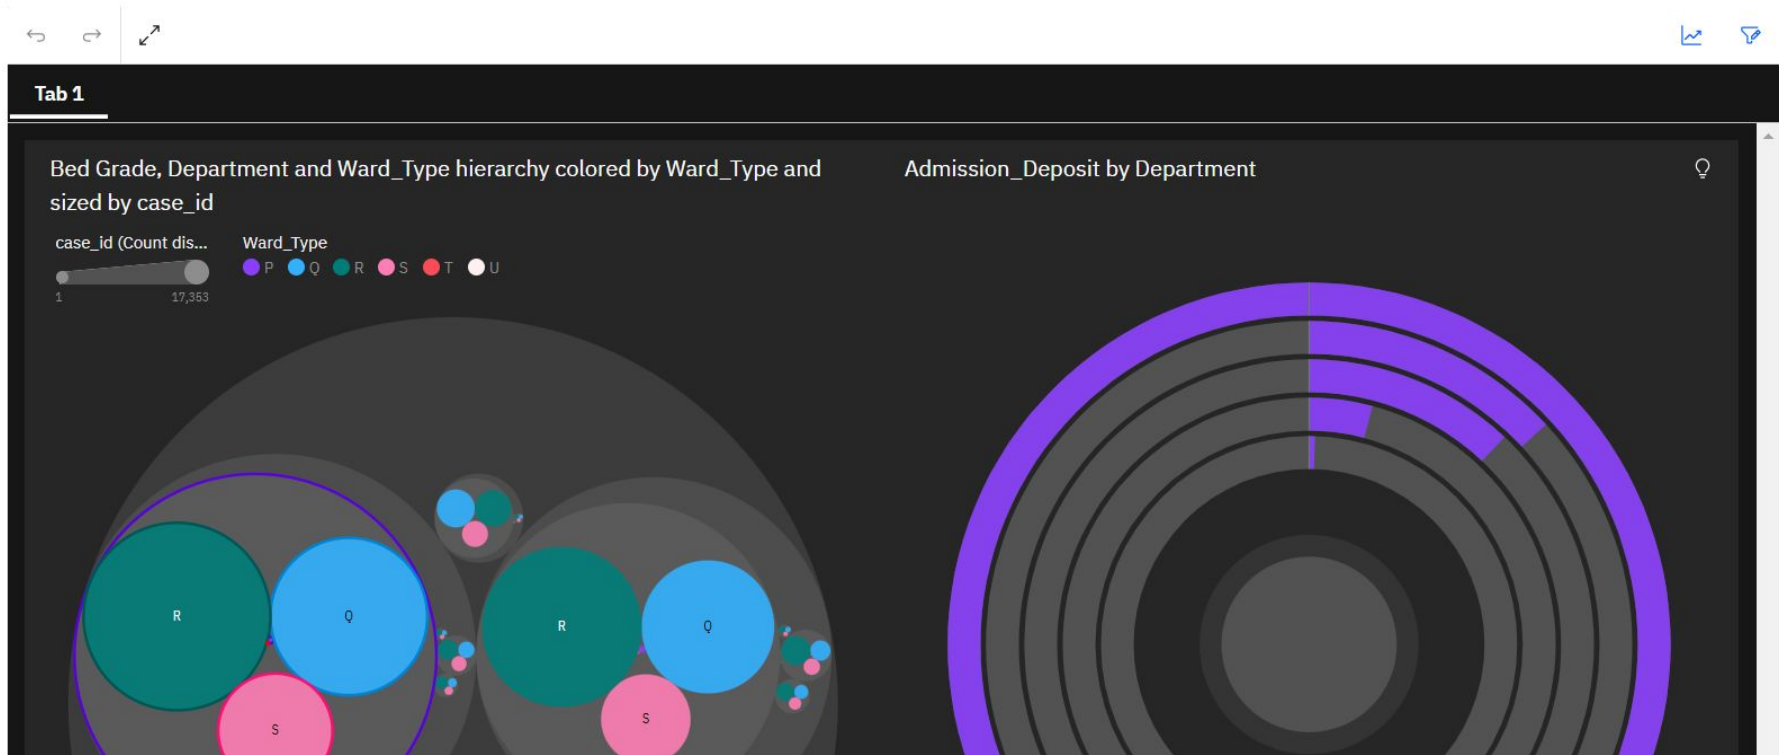 Tab 1
Bed Grade, Department and Ward_Type hierarchy colored by Ward_Type and
sized by case_id
case_id (Count dis...
1 17,353
Ward_Type
P Q R S T U
R Q S
R Q S
Admission_Deposit by Department